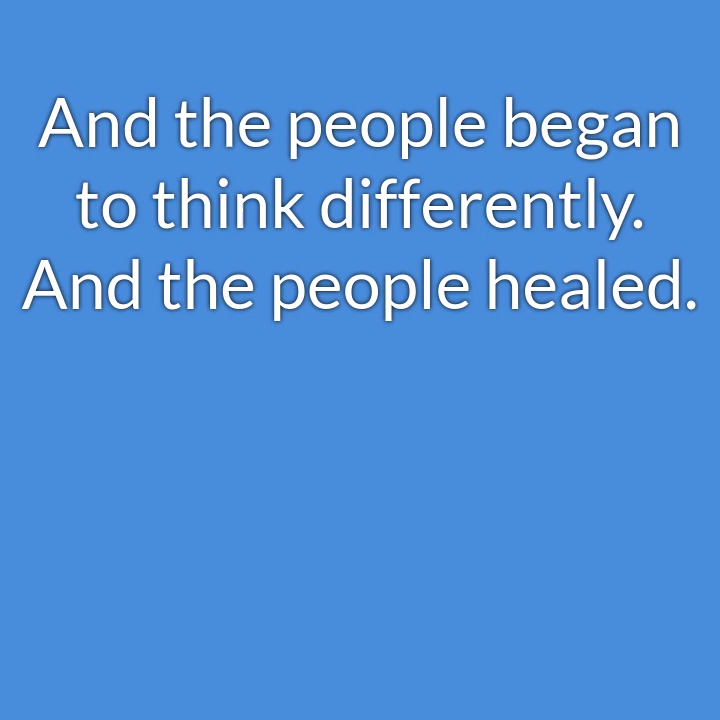 And the people began
to think differently.
And the people healed.